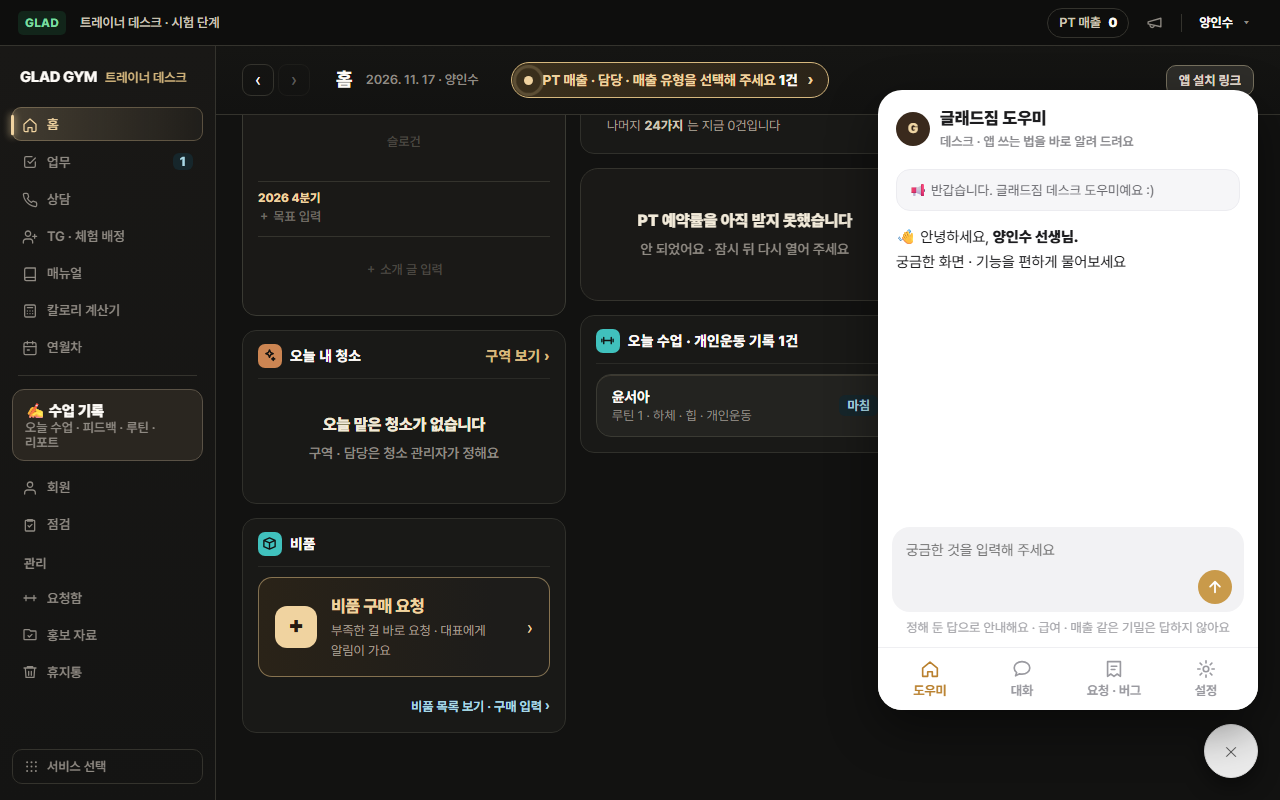 GLAD 트레이너 데스크 · 시험 단계
PT 매출 0
양인수
GLAD GYM 트레이너 데스크
홈
업무 1
상담
TG · 체험 배정
매뉴얼
칼로리 계산기
연월차
✍️ 수업 기록
오늘 수업 · 피드백 · 루틴 ·
리포트
회원
점검
관리
요청함
홍보 자료
휴지통
서비스 선택
‹ › 홈 2026. 11. 17 · 양인수
PT 매출 · 담당 · 매출 유형을 선택해 주세요 1건 ›
앱 설치 링크
슬로건
2026 4분기
+ 목표 입력
+ 소개 글 입력
오늘 내 청소 구역 보기 ›
오늘 맡은 청소가 없습니다
구역 · 담당은 청소 관리자가 정해요
비품
비품 구매 요청
부족한 걸 바로 요청 · 대표에게
알림이 가요
›
비품 목록 보기 · 구매 입력 ›
나머지 24가지 는 지금 0건입니다
PT 예약률을 아직 받지 못했습니다
안 되었어요 · 잠시 뒤 다시 열어 주세요
오늘 수업 · 개인운동 기록 1건
윤서아
루틴 1 · 하체 · 힙 · 개인운동
마침
G
글래드짐 도우미
데스크 · 앱 쓰는 법을 바로 알려 드려요
📢 반갑습니다. 글래드짐 데스크 도우미예요 :)
👋 안녕하세요, 양인수 선생님.
궁금한 화면 · 기능을 편하게 물어보세요
궁금한 것을 입력해 주세요
정해 둔 답으로 안내해요 · 급여 · 매출 같은 기밀은 답하지 않아요
도우미
대화
요청 · 버그
설정